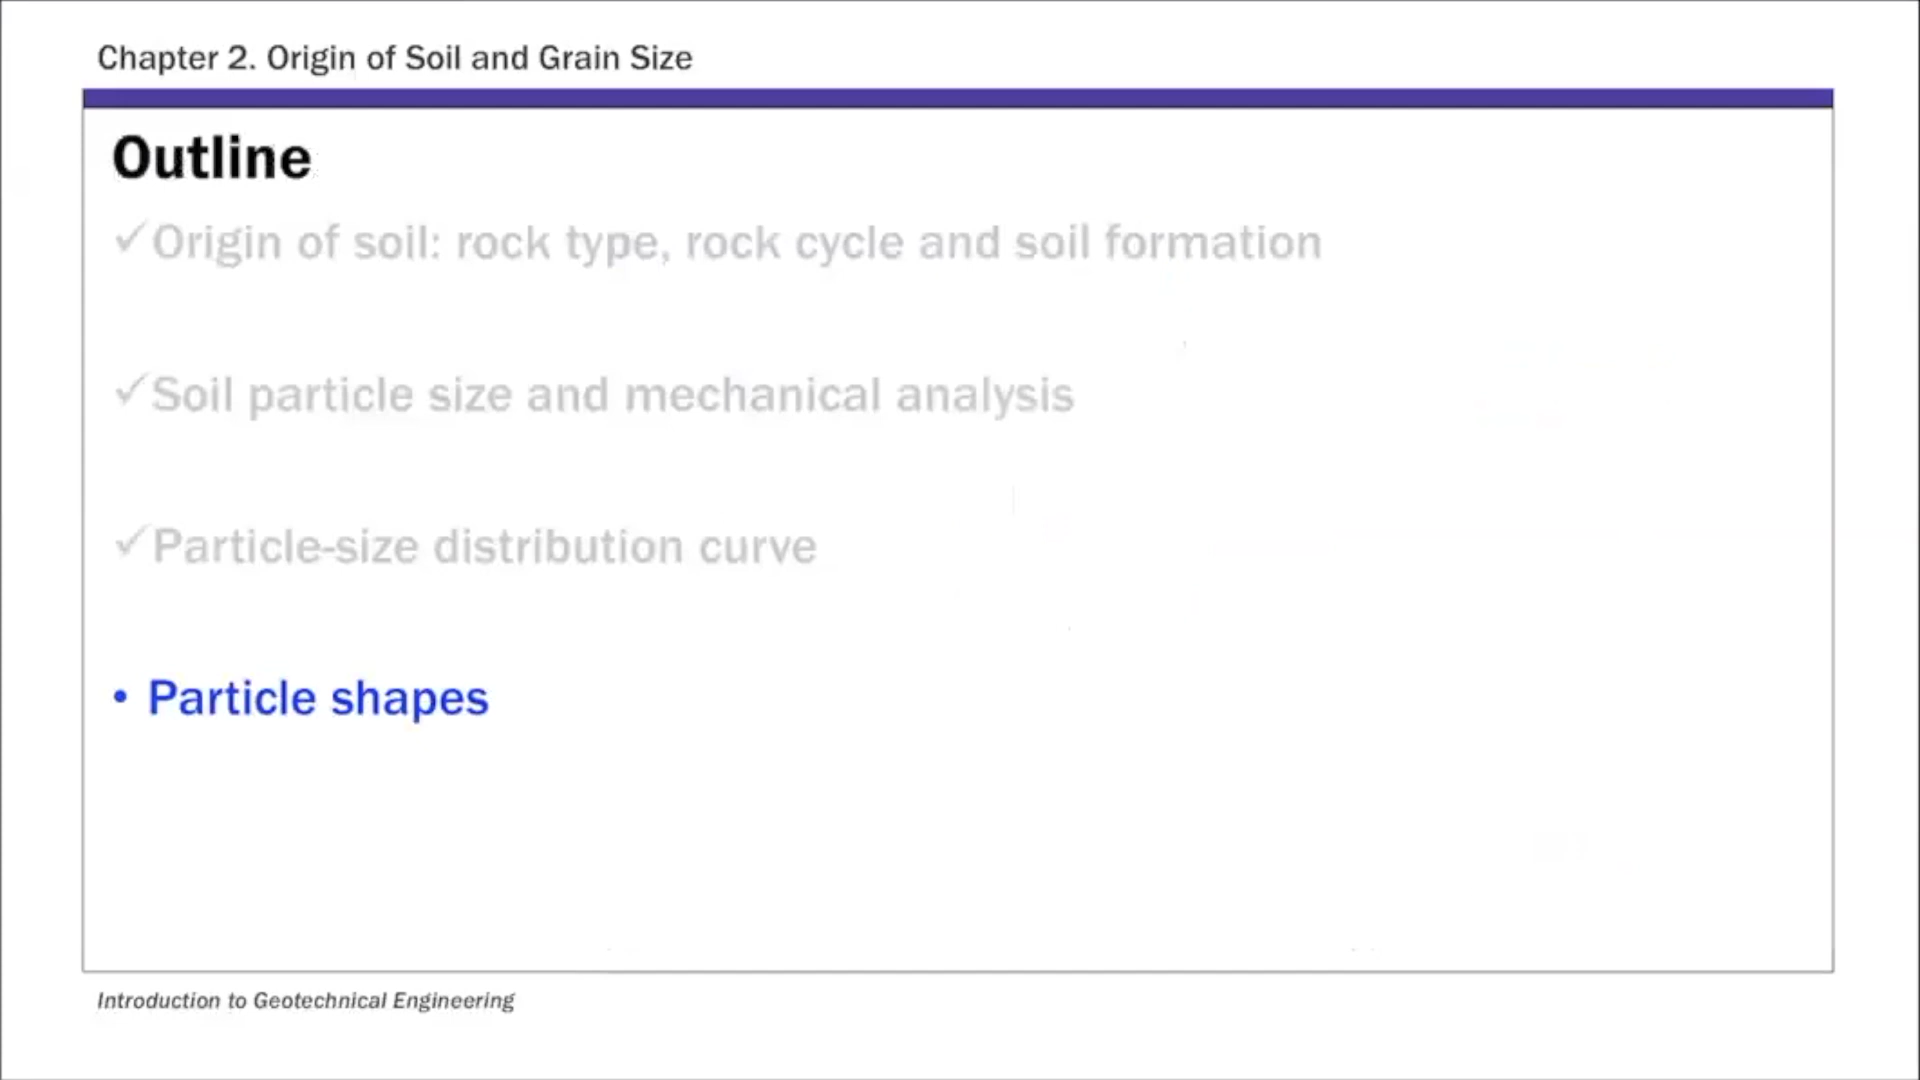 Chapter 2. Origin of Soil and Grain Size
Outline
✓Origin of soil: rock type, rock cycle and soil formation
✓Soil particle size and mechanical analysis
✓Particle-size distribution curve
• Particle shapes
Introduction to Geotechnical Engineering